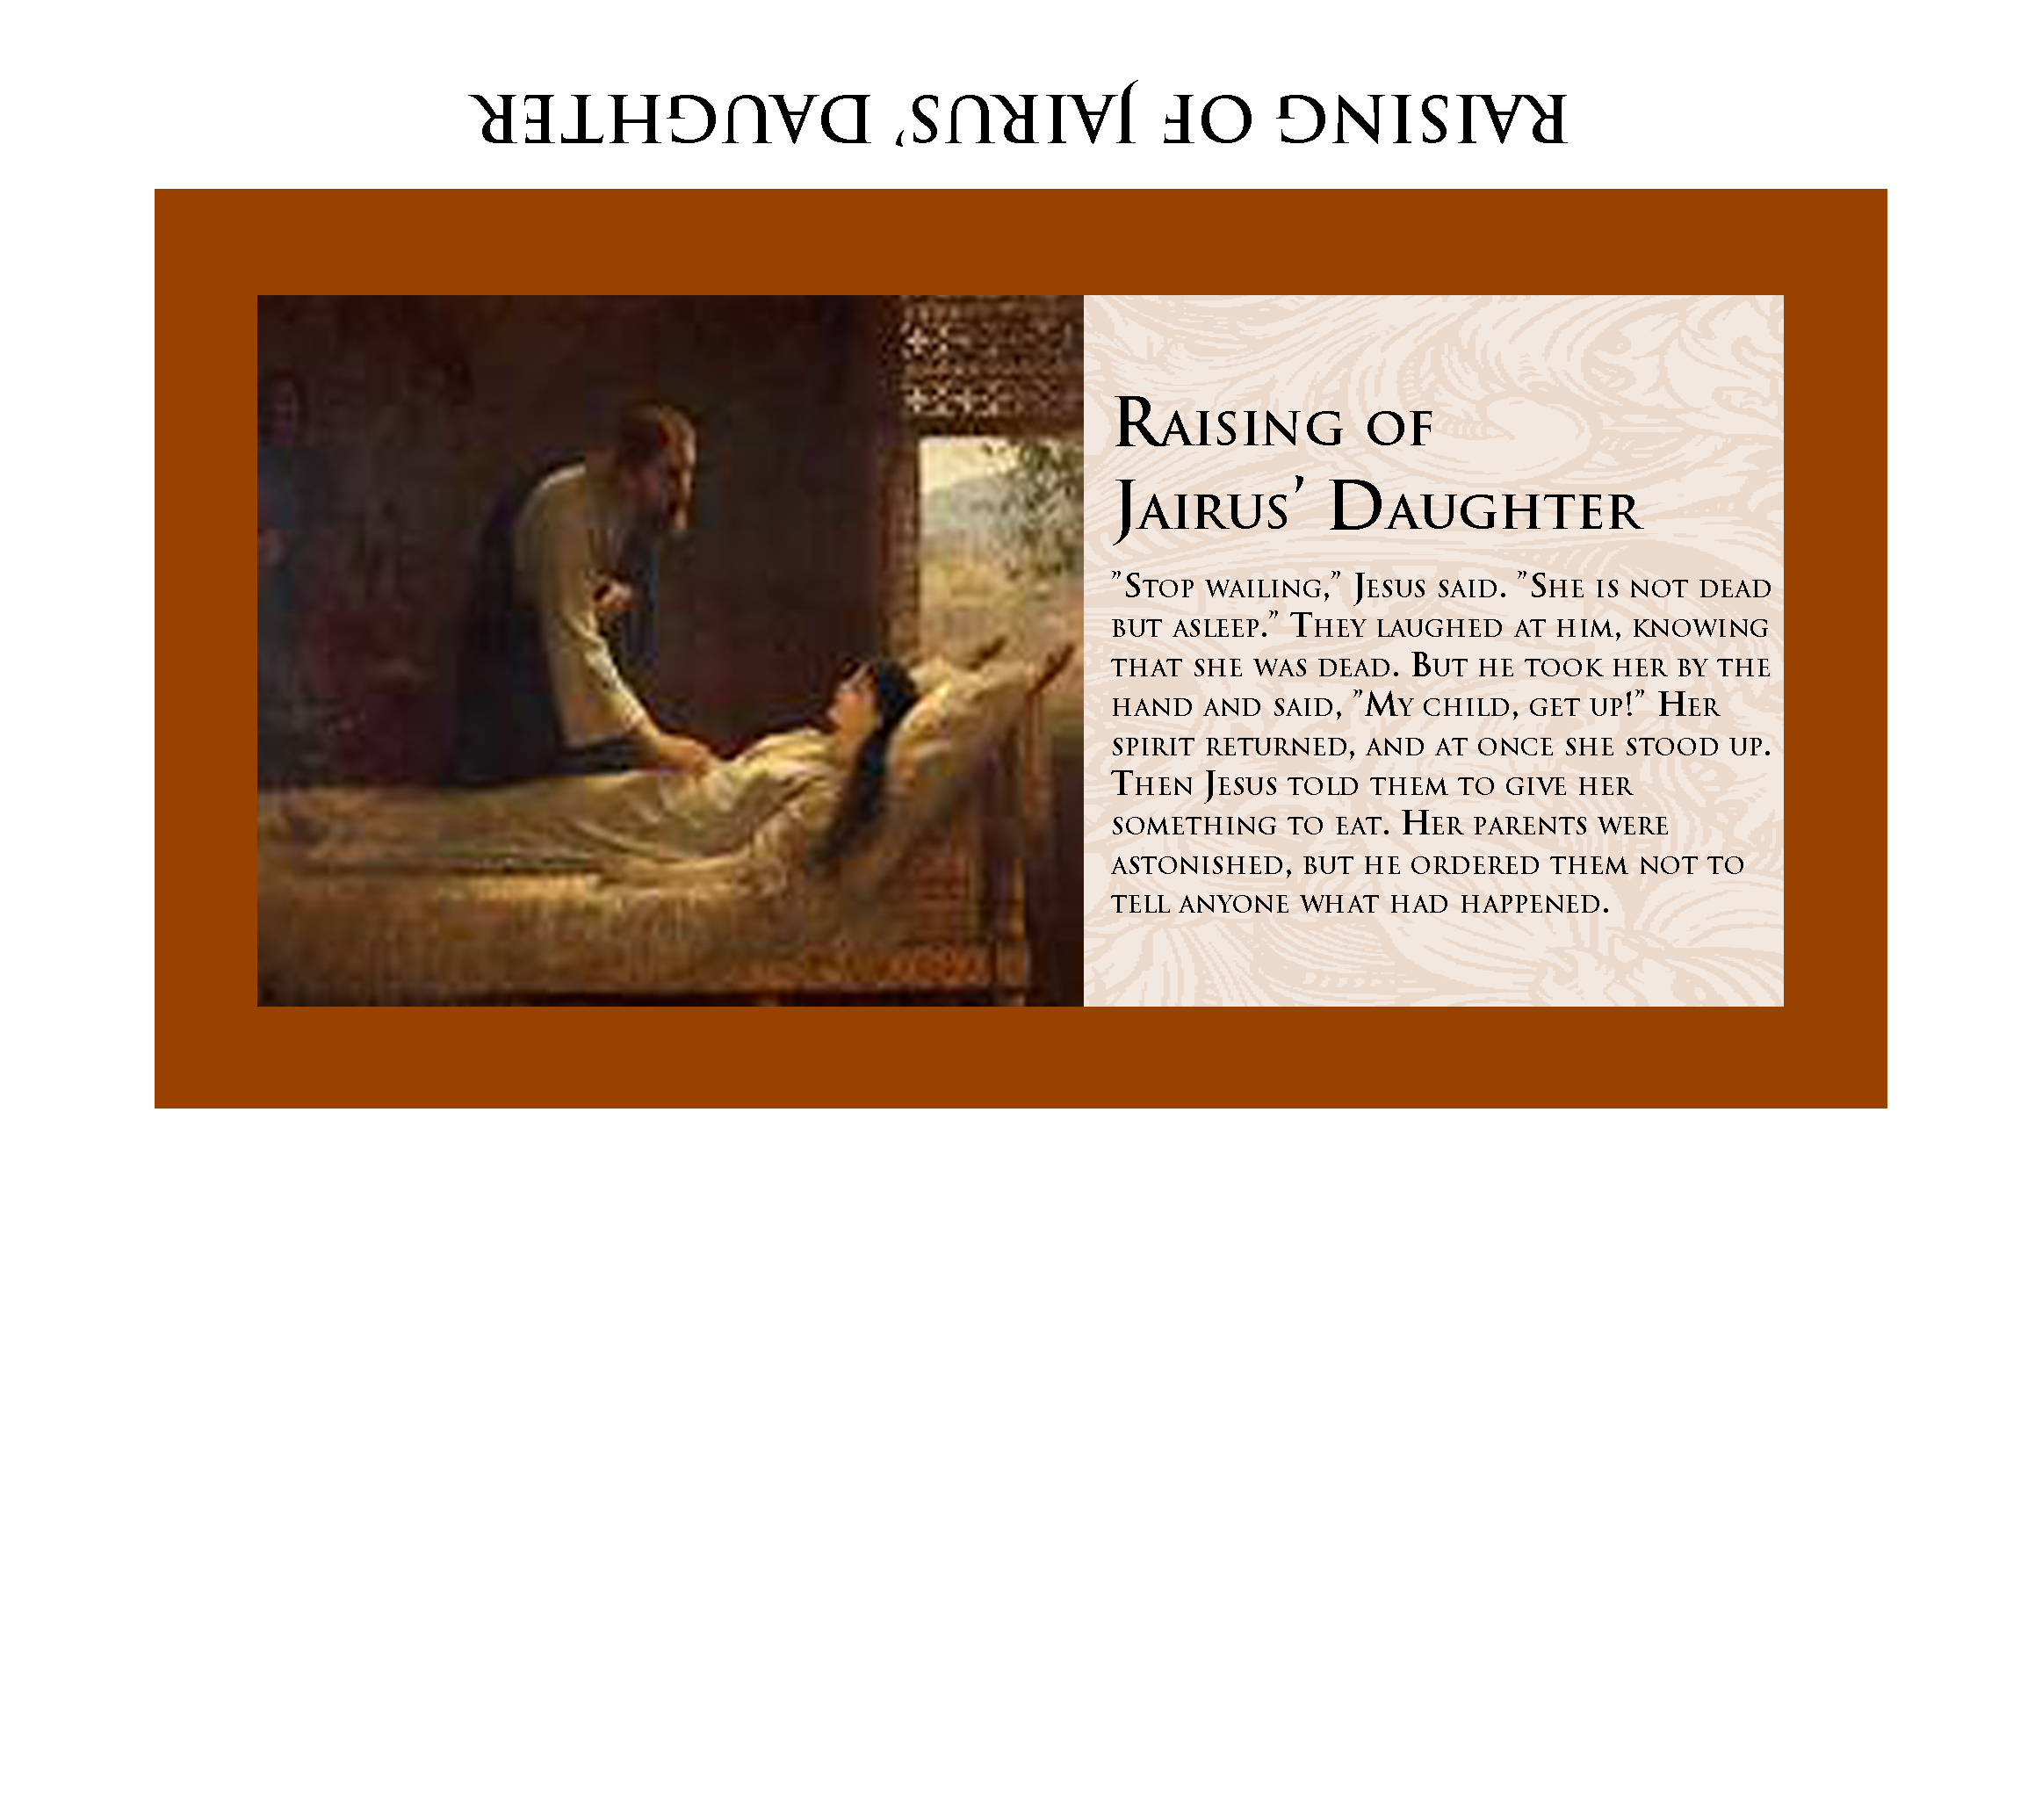 RAISING OF JAIRUS’ DAUGHTER
Raising of
Jairus’ Daughter
”Stop wailing,” Jesus said. ”She is not dead
but asleep.” They laughed at him, knowing
that she was dead. But he took her by the
hand and said, ”My child, get up!” Her
spirit returned, and at once she stood up.
Then Jesus told them to give her
something to eat. Her parents were
astonished, but he ordered them not to
tell anyone what had happened.